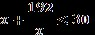 x + 192/x < 30